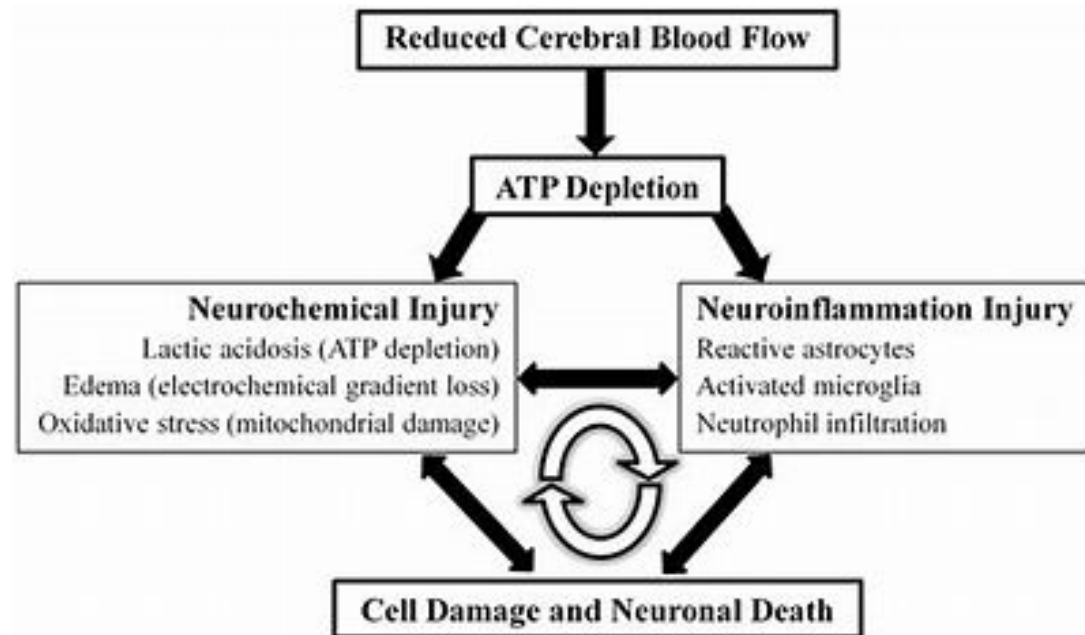 Reduced Cerebral Blood Flow
ATP Depletion
Neurochemical Injury
Lactic acidosis (ATP depletion)
Edema (electrochemical gradient loss)
Oxidative stress (mitochondrial damage)
Neuroinflammation Injury
Reactive astrocytes
Activated microglia
Neutrophil infiltration
Cell Damage and Neuronal Death